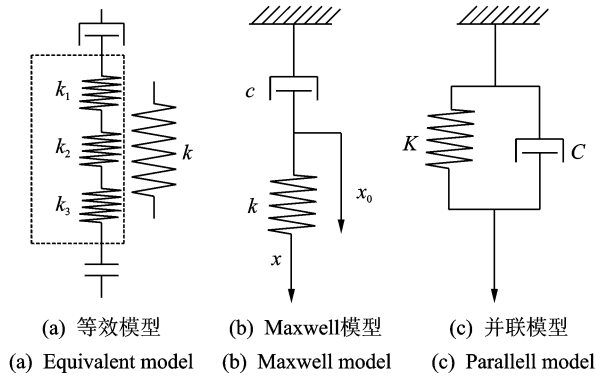 k₁
k₂
k₃
k
c
k
x₀
x
K
C
(a) 等效模型
(b) Maxwell模型
(c) 并联模型
(a) Equivalent model
(b) Maxwell model
(c) Parallell model